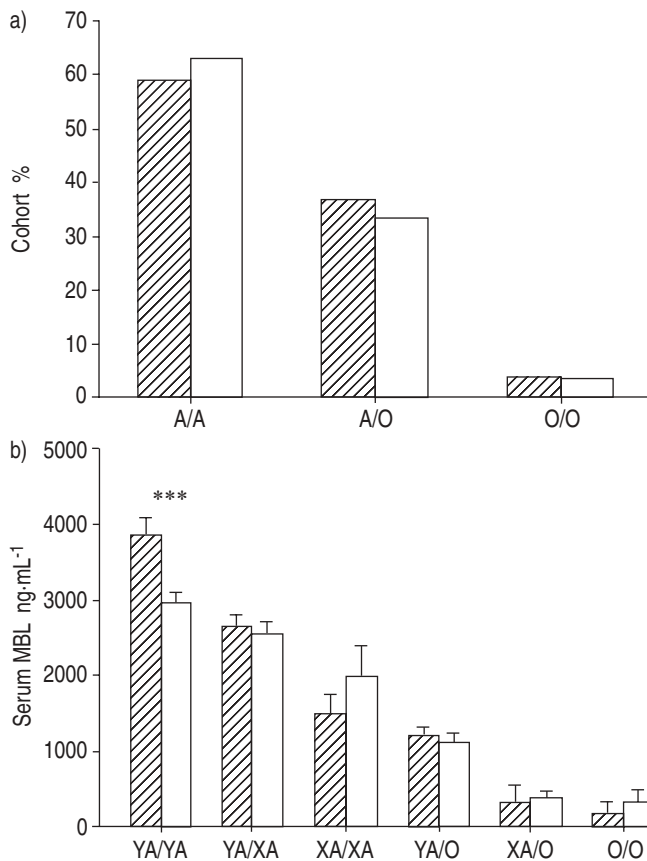 a)
70
60
50
40
30
20
10
0
Cohort %
A/A A/O O/O
b)
5000
4000
3000
2000
1000
0
Serum MBL ng·mL-1
***
YA/YA YA/XA XA/XA YA/O XA/O O/O